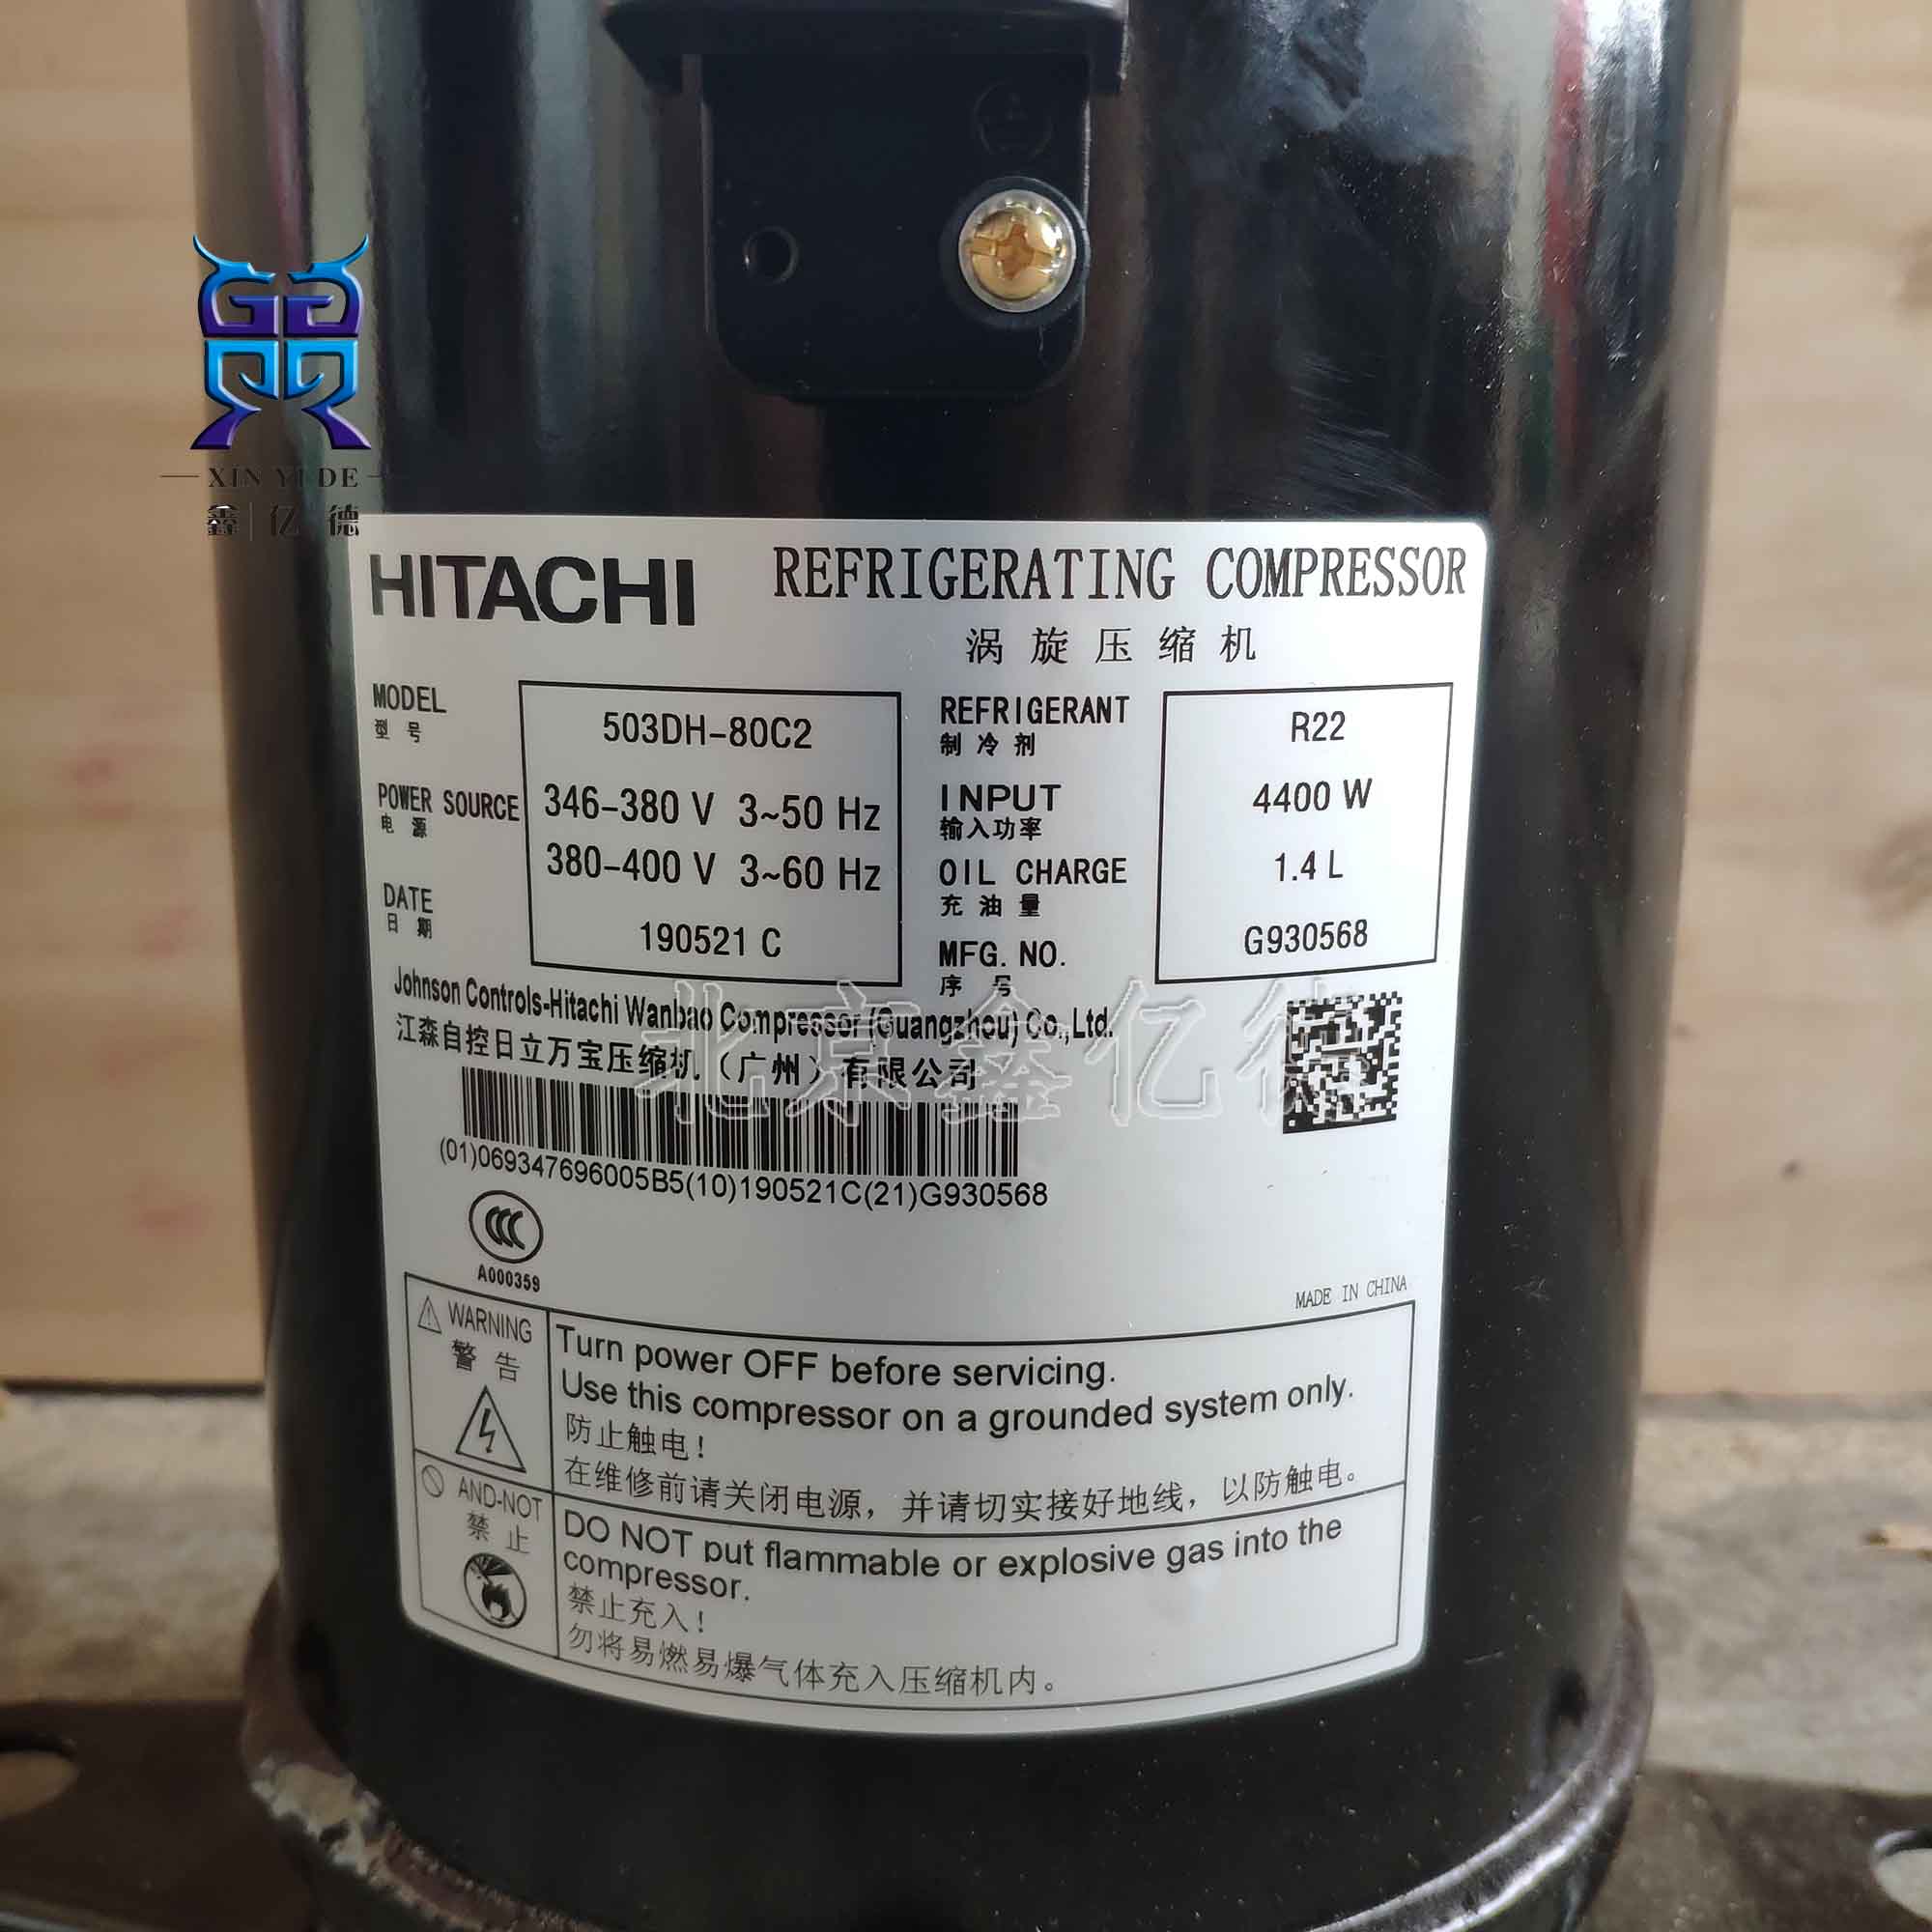 XIN YI DE
鑫亿德
HITACHI
REFRIGERATING COMPRESSOR
涡旋压缩机
MODEL
型号
503DH-80C2
REFRIGERANT
制冷剂
R22
POWER SOURCE
电源
346-380 V 3~50 Hz
380-400 V 3~60 Hz
INPUT
输入功率
4400 W
OIL CHARGE
充油量
1.4 L
DATE
日期
190521 C
MFG. NO.
序号
G930568
Johnson Controls-Hitachi Wanbao Compressor (Guangzhou) Co.,Ltd.
江森自控日立万宝压缩机（广州）有限公司
北京鑫亿德
(01)069347696005B5(10)190521C(21)G930568
CCC
A000359
MADE IN CHINA
WARNING
警告
Turn power OFF before servicing.
Use this compressor on a grounded system only.
防止触电！
在维修前请关闭电源，并请切实接好地线，以防触电。
AND-NOT
禁止
DO NOT put flammable or explosive gas into the
compressor.
禁止充入！
勿将易燃易爆气体充入压缩机内。